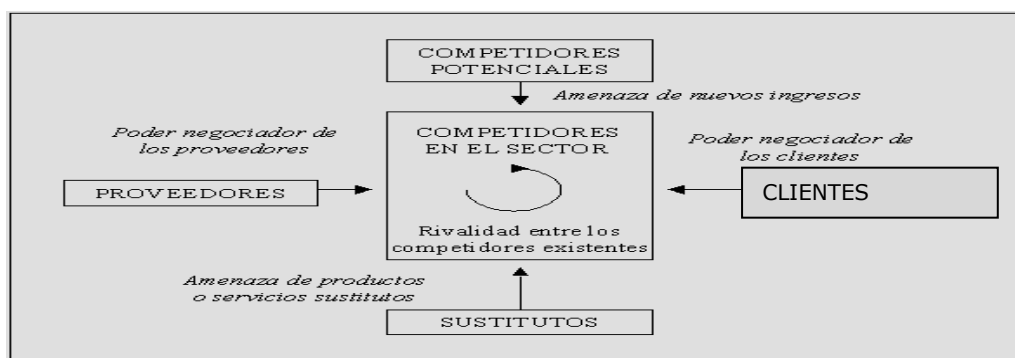 COMPETIDORES
POTENCIALES
Amenaza de nuevos ingresos
Poder negociador de
los proveedores
COMPETIDORES
EN EL SECTOR
Poder negociador de
los clientes
PROVEEDORES
CLIENTES
Rivalidad entre los
competidores existentes
Amenaza de productos
o servicios sustitutos
SUSTITUTOS